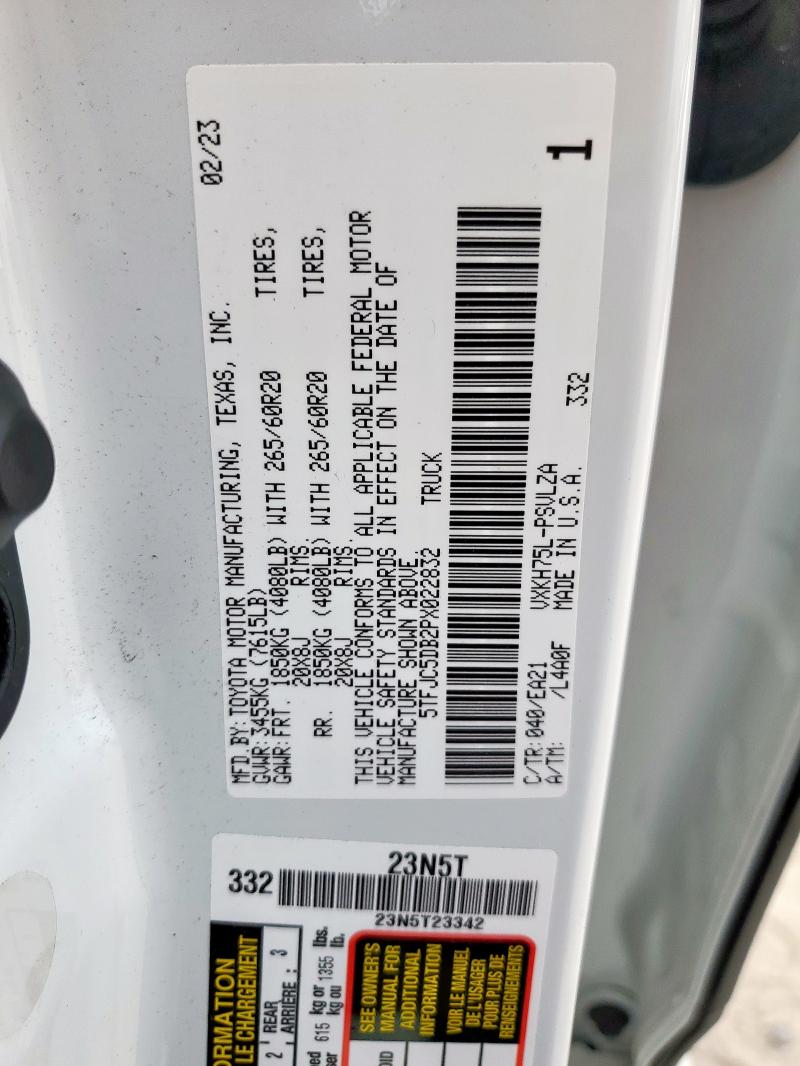 02/23
MFD.BY:TOYOTA MOTOR MANUFACTURING, TEXAS, INC.
GVWR:3455KG (7615LB)
GAWR:FRT. 1850KG (4080LB) WITH 265/60R20 TIRES,
20X8J RIMS.
RR. 1850KG (4080LB) WITH 265/60R20 TIRES,
20X8J RIMS.
THIS VEHICLE CONFORMS TO ALL APPLICABLE FEDERAL MOTOR
VEHICLE SAFETY STANDARDS IN EFFECT ON THE DATE OF
MANUFACTURE SHOWN ABOVE.
5TFJC5DB2PX022832 TRUCK
C/TR:040/EA21 VXKH75L-PSVLZA
A/TM: /L4A0F MADE IN U.S.A. 332
1
23N5T
332
23N5T23342
ORMATION
LE CHARGEMENT
2 REAR
ARRIÈRE : 3
615 kg or 1355 lbs.
kg ou lb.
SEE OWNER'S
MANUAL FOR
ADDITIONAL
INFORMATION
VOIR LE MANUEL
DE L'USAGER
POUR PLUS DE
RENSEIGNEMENTS